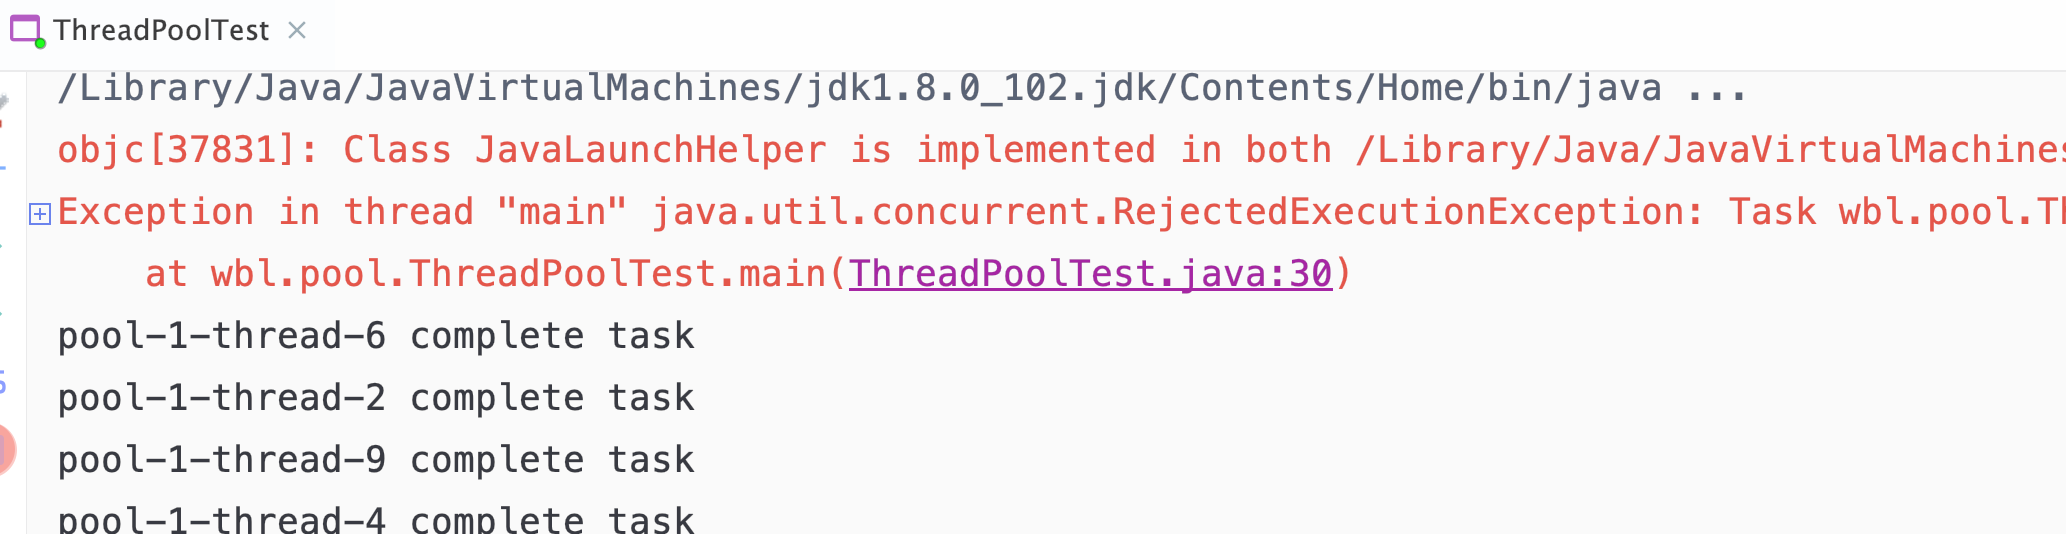 ThreadPoolTest
/Library/Java/JavaVirtualMachines/jdk1.8.0_102.jdk/Contents/Home/bin/java ...
objc[37831]: Class JavaLaunchHelper is implemented in both /Library/Java/JavaVirtualMachines
Exception in thread "main" java.util.concurrent.RejectedExecutionException: Task wbl.pool.Th
at wbl.pool.ThreadPoolTest.main(ThreadPoolTest.java:30)
pool-1-thread-6 complete task
pool-1-thread-2 complete task
pool-1-thread-9 complete task
pool-1-thread-4 complete task